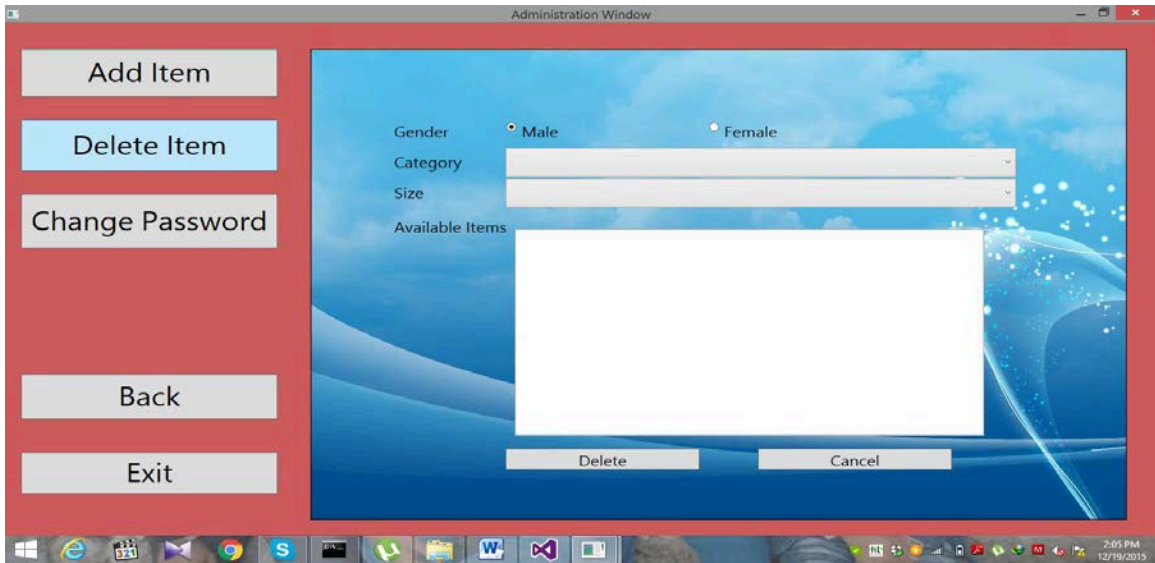 Administration Window
Add Item
Delete Item
Change Password
Back
Exit
Gender Male Female
Category
Size
Available Items
Delete Cancel
2:05 PM
12/19/2015